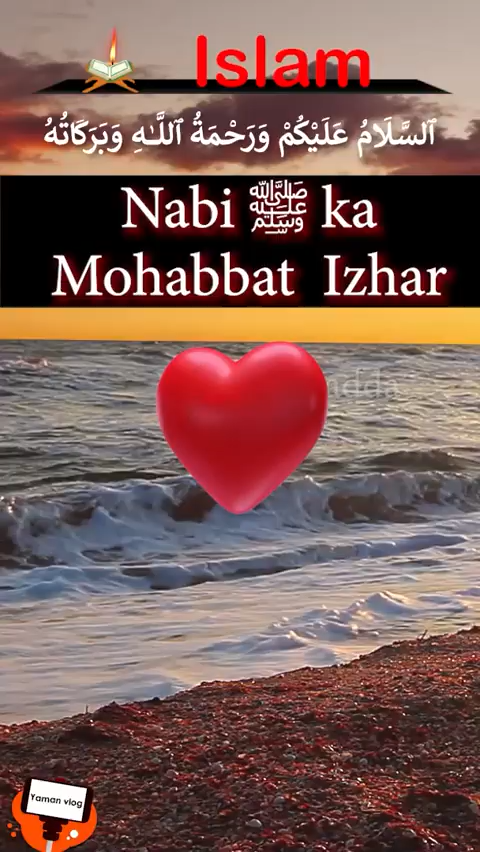 Islam
ٱلسَّلَامُ عَلَيْكُمْ وَرَحْمَةُ ٱللَّـٰهِ وَبَرَكَاتُهُ
Nabi ﷺ ka
Mohabbat Izhar
Yaman vlog